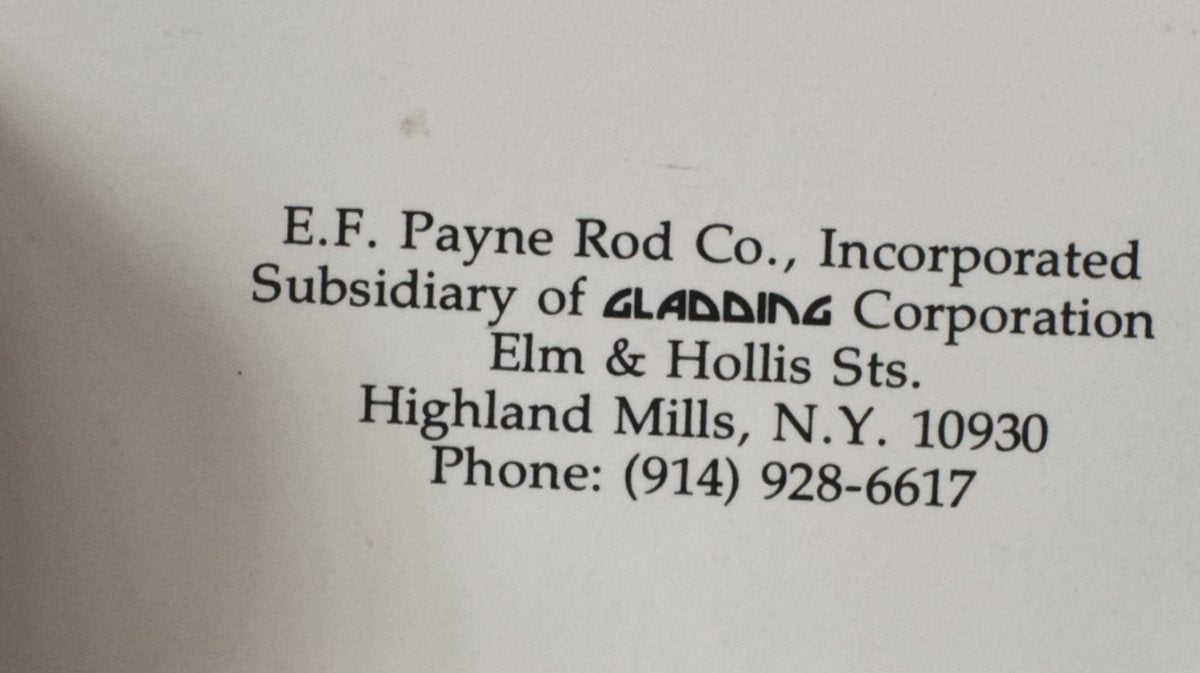 E.F. Payne Rod Co., Incorporated
Subsidiary of GLADDING Corporation
Elm & Hollis Sts.
Highland Mills, N.Y. 10930
Phone: (914) 928-6617